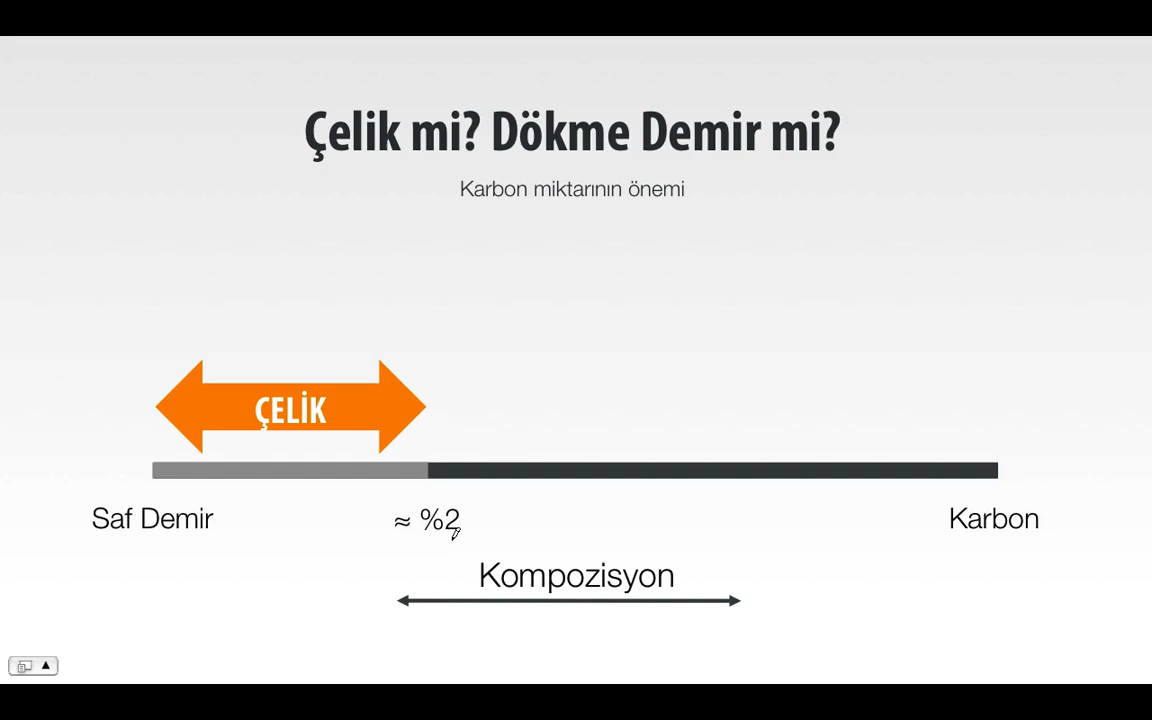 Çelik mi? Dökme Demir mi?
Karbon miktarının önemi
ÇELİK
Saf Demir
≈ %2
Karbon
Kompozisyon